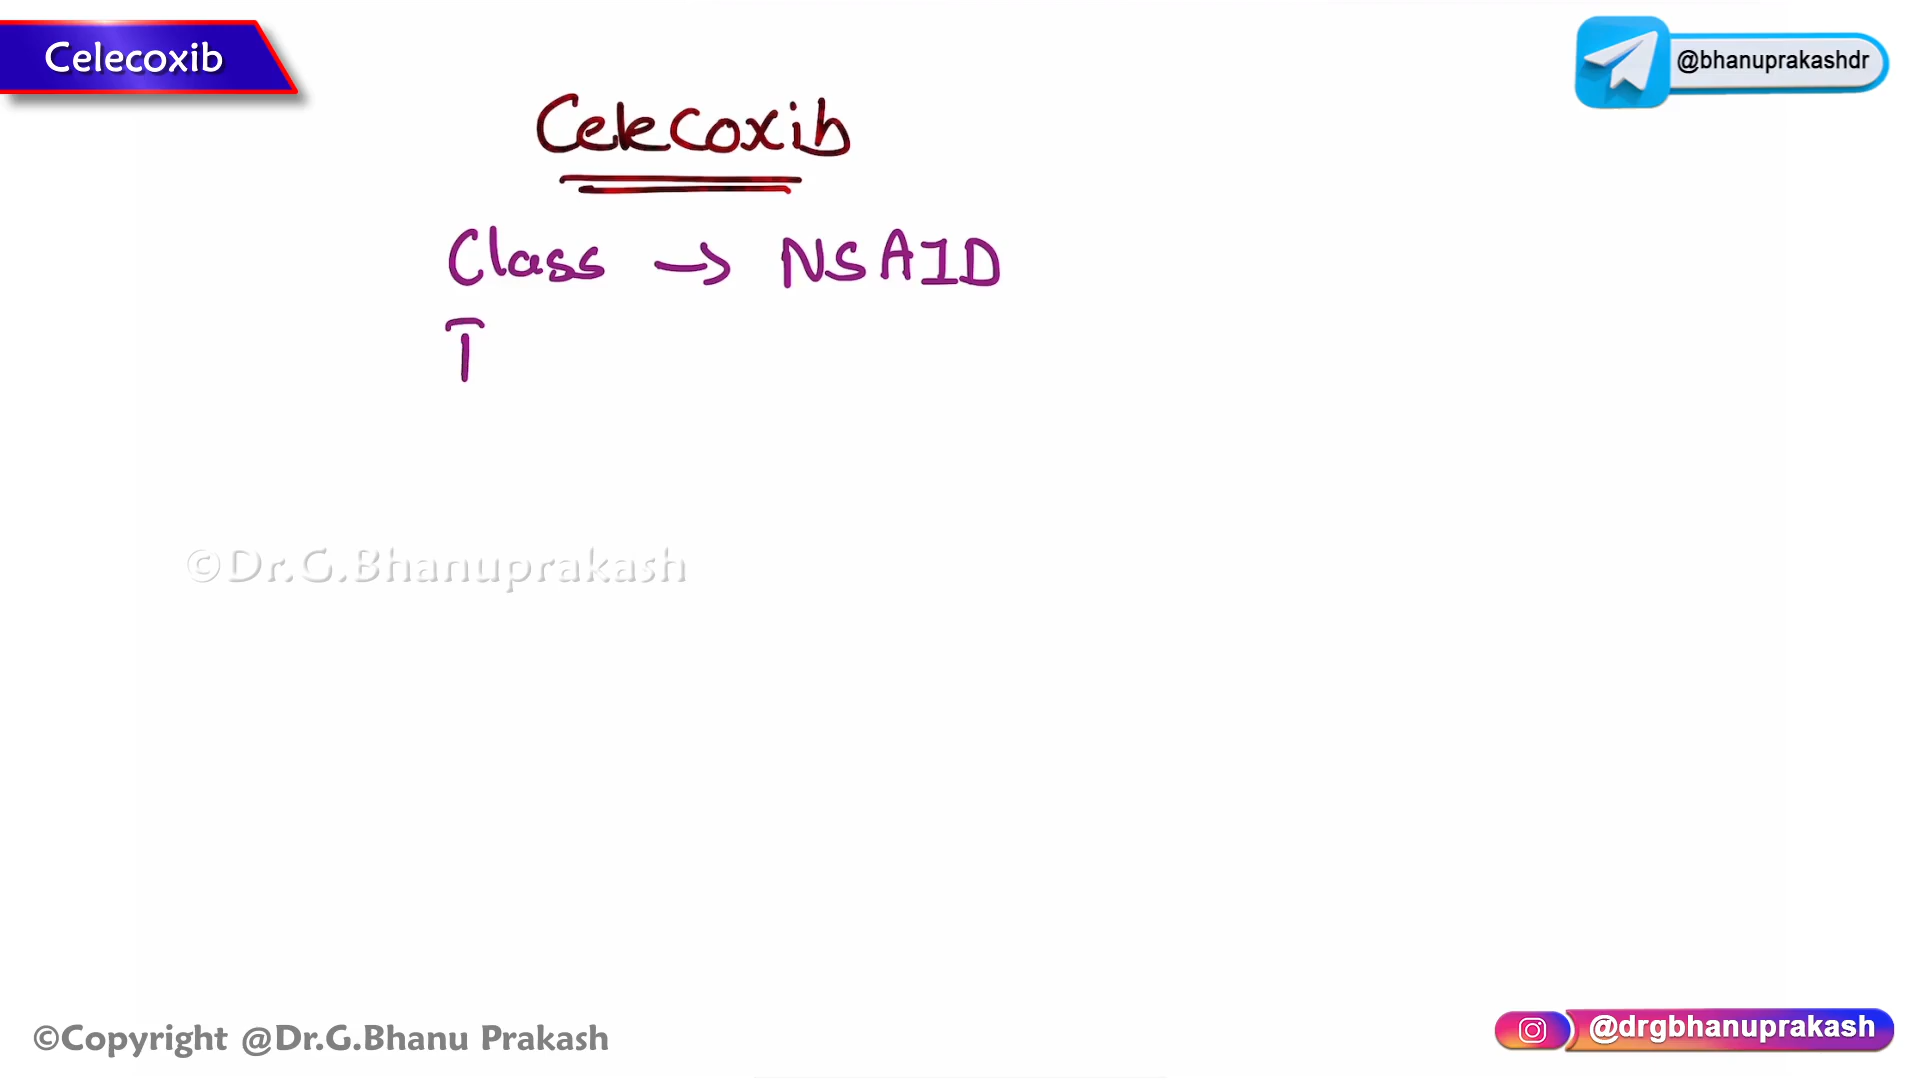 Celecoxib
@bhanuprakashdr
Celecoxib
Class → NSAID
T
©Dr.G.Bhanuprakash
©Copyright @Dr.G.Bhanu Prakash
@drgbhanuprakash